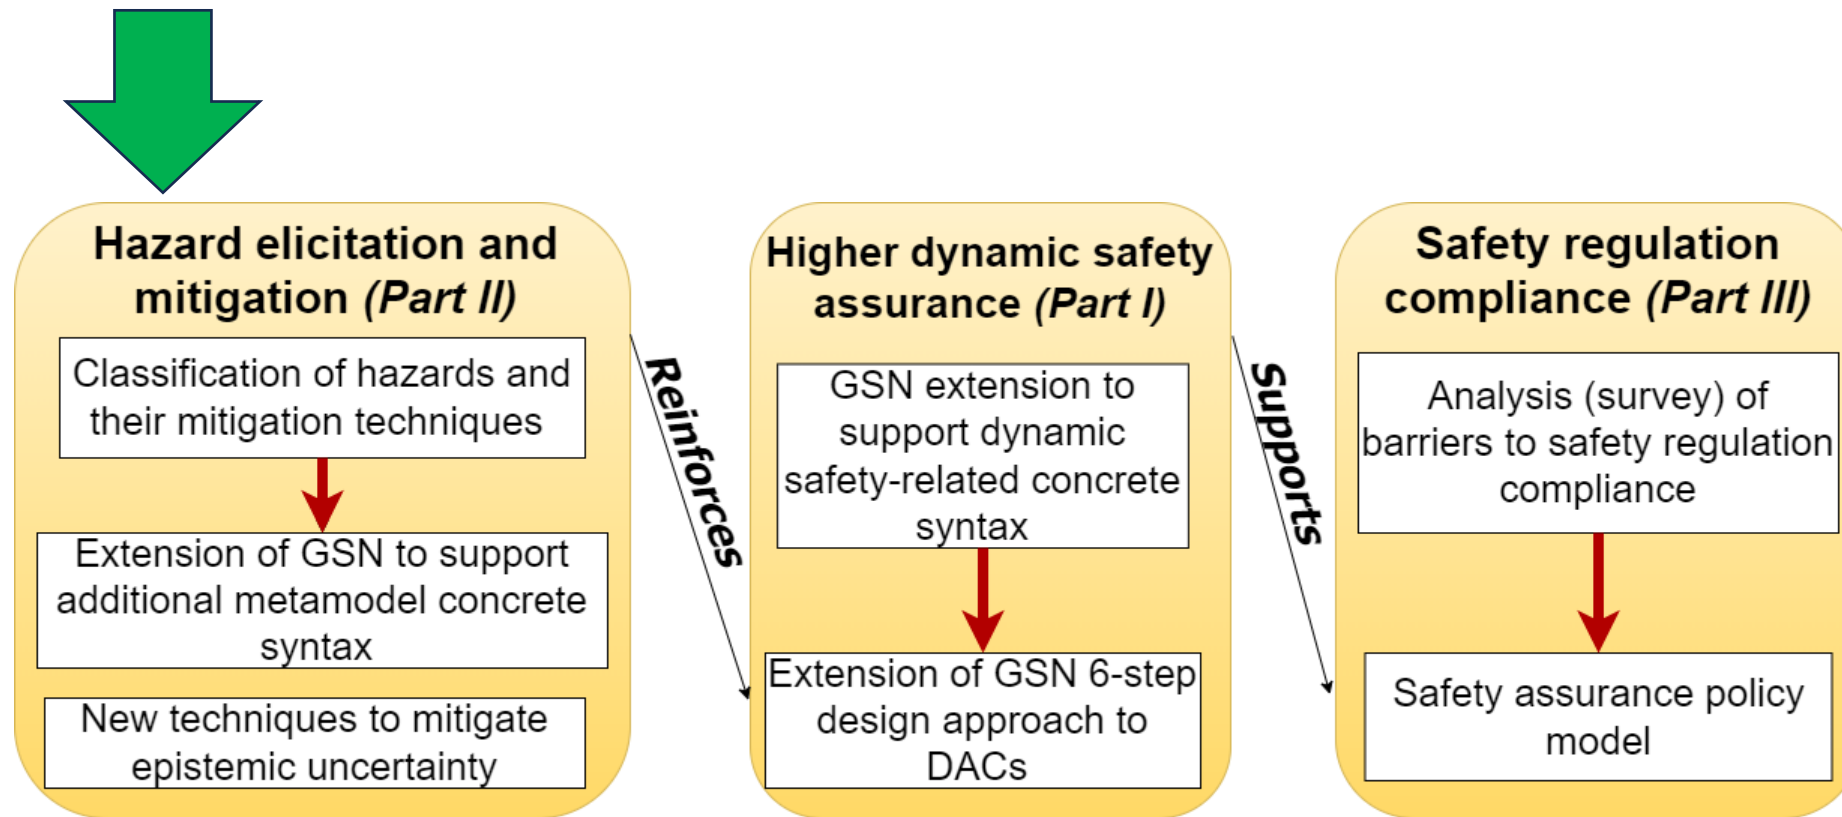 Hazard elicitation and
mitigation (Part II)
Classification of hazards and
their mitigation techniques
Extension of GSN to support
additional metamodel concrete
syntax
New techniques to mitigate
epistemic uncertainty
Reinforces
Higher dynamic safety
assurance (Part I)
GSN extension to
support dynamic
safety-related concrete
syntax
Extension of GSN 6-step
design approach to
DACs
Supports
Safety regulation
compliance (Part III)
Analysis (survey) of
barriers to safety regulation
compliance
Safety assurance policy
model